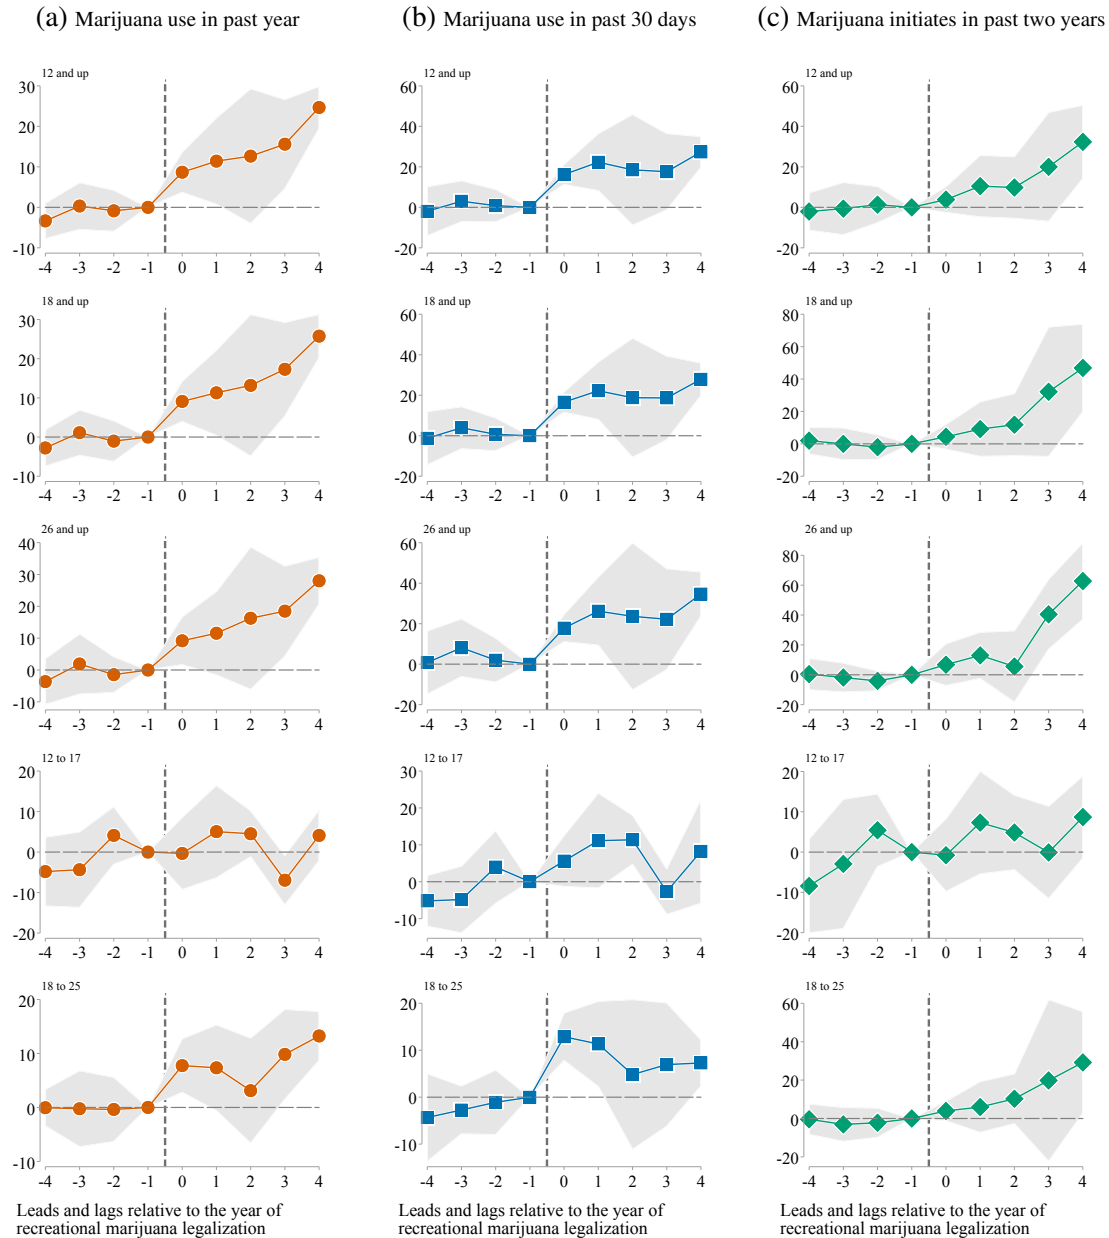 (a) Marijuana use in past year
(b) Marijuana use in past 30 days
(c) Marijuana initiates in past two years
12 and up
30
20
10
0
-10
-4 -3 -2 -1 0 1 2 3 4
12 and up
60
40
20
0
-20
-4 -3 -2 -1 0 1 2 3 4
12 and up
60
40
20
0
-20
-4 -3 -2 -1 0 1 2 3 4
18 and up
30
20
10
0
-10
-4 -3 -2 -1 0 1 2 3 4
18 and up
60
40
20
0
-20
-4 -3 -2 -1 0 1 2 3 4
18 and up
80
60
40
20
0
-20
-4 -3 -2 -1 0 1 2 3 4
26 and up
40
30
20
10
0
-10
-4 -3 -2 -1 0 1 2 3 4
26 and up
60
40
20
0
-20
-4 -3 -2 -1 0 1 2 3 4
26 and up
80
60
40
20
0
-20
-4 -3 -2 -1 0 1 2 3 4
12 to 17
20
10
0
-10
-20
-4 -3 -2 -1 0 1 2 3 4
12 to 17
30
20
10
0
-10
-4 -3 -2 -1 0 1 2 3 4
12 to 17
20
10
0
-10
-20
-4 -3 -2 -1 0 1 2 3 4
18 to 25
20
10
0
-10
-4 -3 -2 -1 0 1 2 3 4
18 to 25
20
10
0
-10
-4 -3 -2 -1 0 1 2 3 4
18 to 25
60
40
20
0
-20
-4 -3 -2 -1 0 1 2 3 4
Leads and lags relative to the year of
recreational marijuana legalization
Leads and lags relative to the year of
recreational marijuana legalization
Leads and lags relative to the year of
recreational marijuana legalization